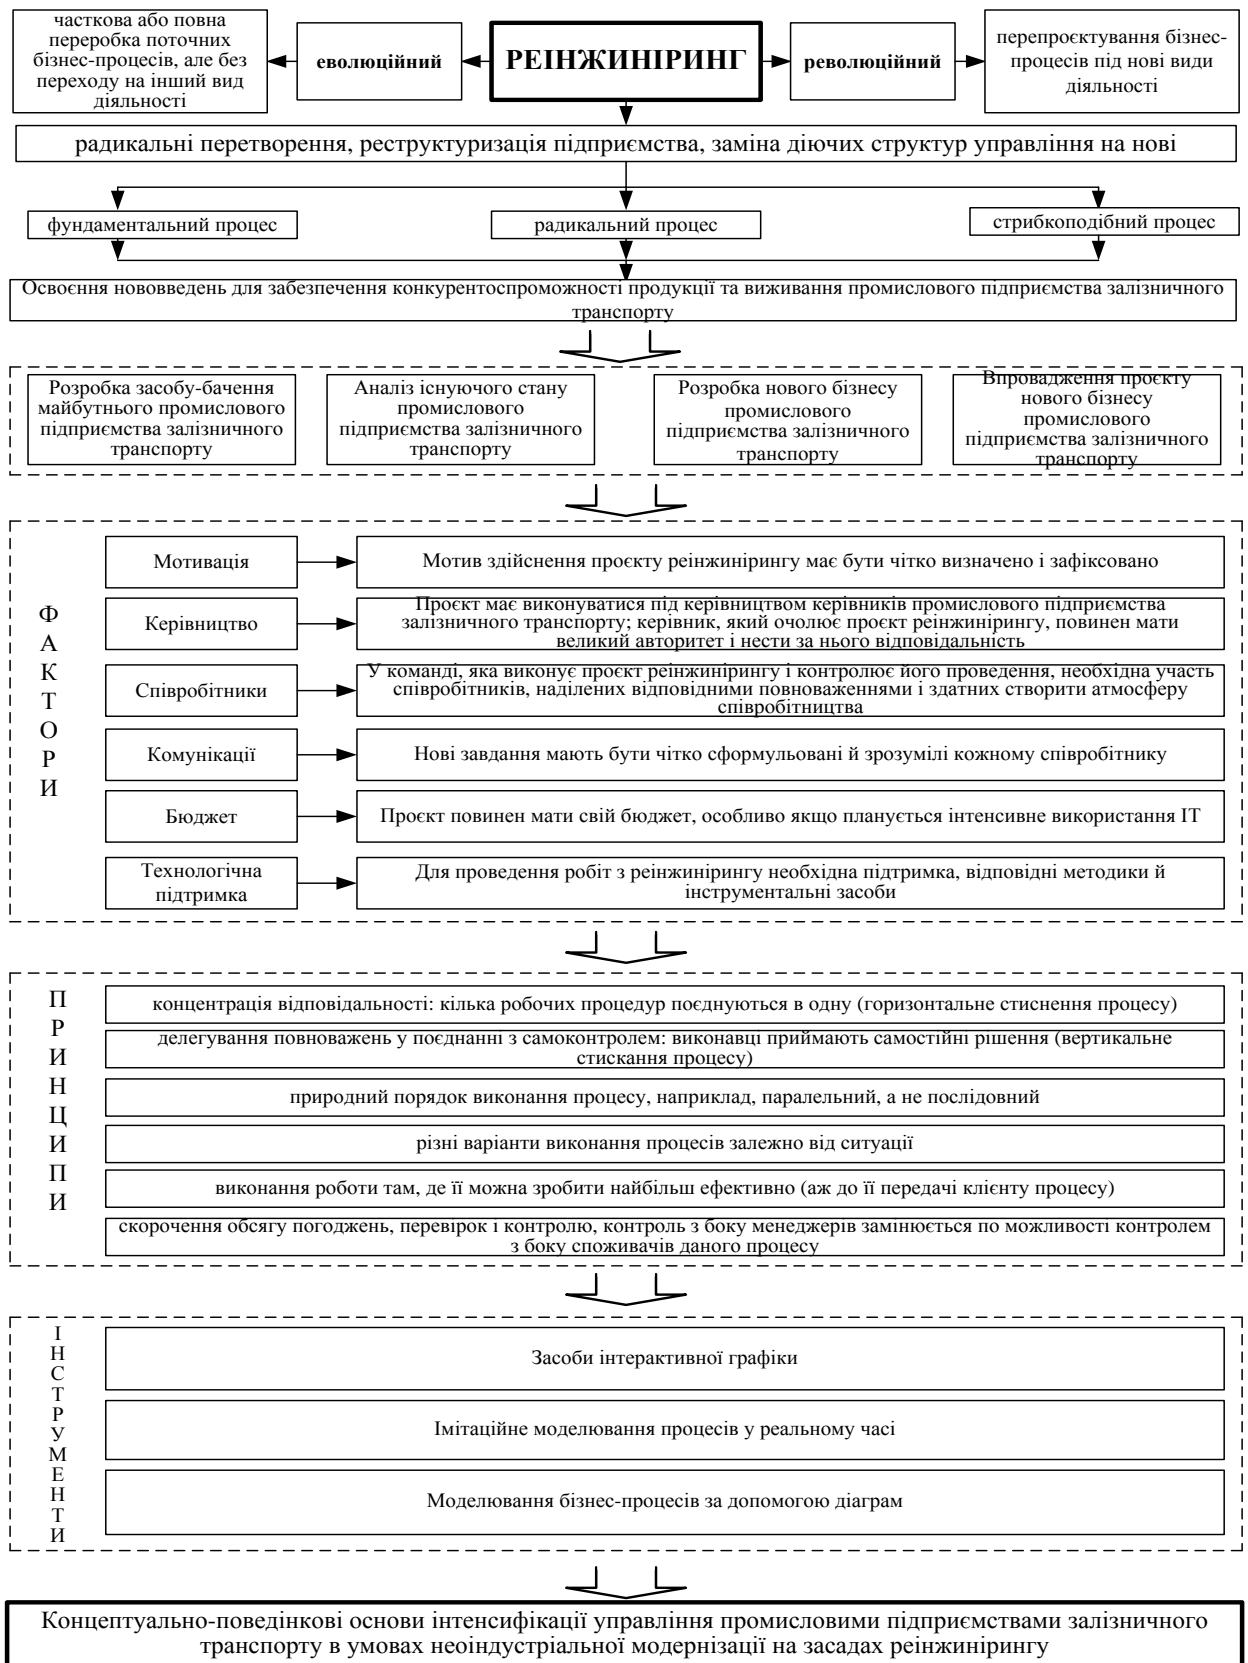 часткова або повна
переробка поточних
бізнес-процесів, але без
переходу на інший вид
діяльності
еволюційний
РЕІНЖИНІРИНГ
революційний
перепроєктування бізнес-
процесів під нові види
діяльності
радикальні перетворення, реструктуризація підприємства, заміна діючих структур управління на нові
фундаментальний процес
радикальний процес
стрибкоподібний процес
Освоєння нововведень для забезпечення конкурентоспроможності продукції та виживання промислового підприємства залізничного
транспорту
Розробка засобу-бачення
майбутнього промислового
підприємства залізничного
транспорту
Аналіз існуючого стану
промислового
підприємства залізничного
транспорту
Розробка нового бізнесу
промислового
підприємства залізничного
транспорту
Впровадження проєкту
нового бізнесу
промислового
підприємства залізничного
транспорту
ФАКТОРИ
Мотивація
Мотив здійснення проєкту реінжинірингу має бути чітко визначено і зафіксовано
Керівництво
Проєкт має виконуватися під керівництвом керівників промислового підприємства
залізничного транспорту; керівник, який очолює проєкт реінжинірингу, повинен мати
великий авторитет і нести за нього відповідальність
Співробітники
У команді, яка виконує проєкт реінжинірингу і контролює його проведення, необхідна участь
співробітників, наділених відповідними повноваженнями і здатних створити атмосферу
співробітництва
Комунікації
Нові завдання мають бути чітко сформульовані й зрозумілі кожному співробітнику
Бюджет
Проєкт повинен мати свій бюджет, особливо якщо планується інтенсивне використання ІТ
Технологічна
підтримка
Для проведення робіт з реінжинірингу необхідна підтримка, відповідні методики й
інструментальні засоби
ПРИНЦИПИ
концентрація відповідальності: кілька робочих процедур поєднуються в одну (горизонтальне стиснення процесу)
делегування повноважень у поєднанні з самоконтролем: виконавці приймають самостійні рішення (вертикальне
стискання процесу)
природний порядок виконання процесу, наприклад, паралельний, а не послідовний
різні варіанти виконання процесів залежно від ситуації
виконання роботи там, де її можна зробити найбільш ефективно (аж до її передачі клієнту процесу)
скорочення обсягу погоджень, перевірок і контролю, контроль з боку менеджерів замінюється по можливості контролем
з боку споживачів даного процесу
ІНСТРУМЕНТИ
Засоби інтерактивної графіки
Імітаційне моделювання процесів у реальному часі
Моделювання бізнес-процесів за допомогою діаграм
Концептуально-поведінкові основи інтенсифікації управління промисловими підприємствами залізничного
транспорту в умовах неоіндустріальної модернізації на засадах реінжинірингу